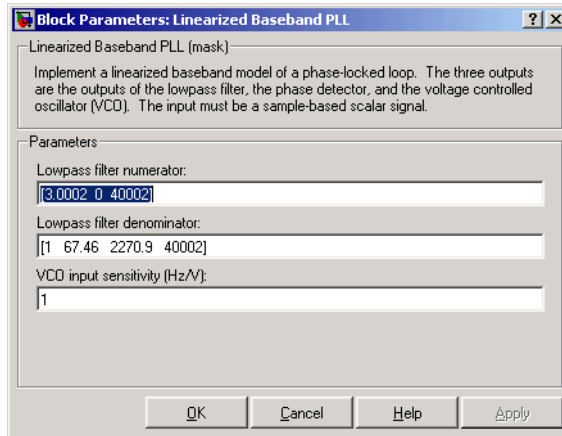 Block Parameters: Linearized Baseband PLL
Linearized Baseband PLL (mask)
Implement a linearized baseband model of a phase-locked loop. The three outputs
are the outputs of the lowpass filter, the phase detector, and the voltage controlled
oscillator (VCO). The input must be a sample-based scalar signal.
Parameters
Lowpass filter numerator:
[3.0002 0 40002]
Lowpass filter denominator:
[1 67.46 2270.9 40002]
VCO input sensitivity (Hz/V):
1
OK Cancel Help Apply